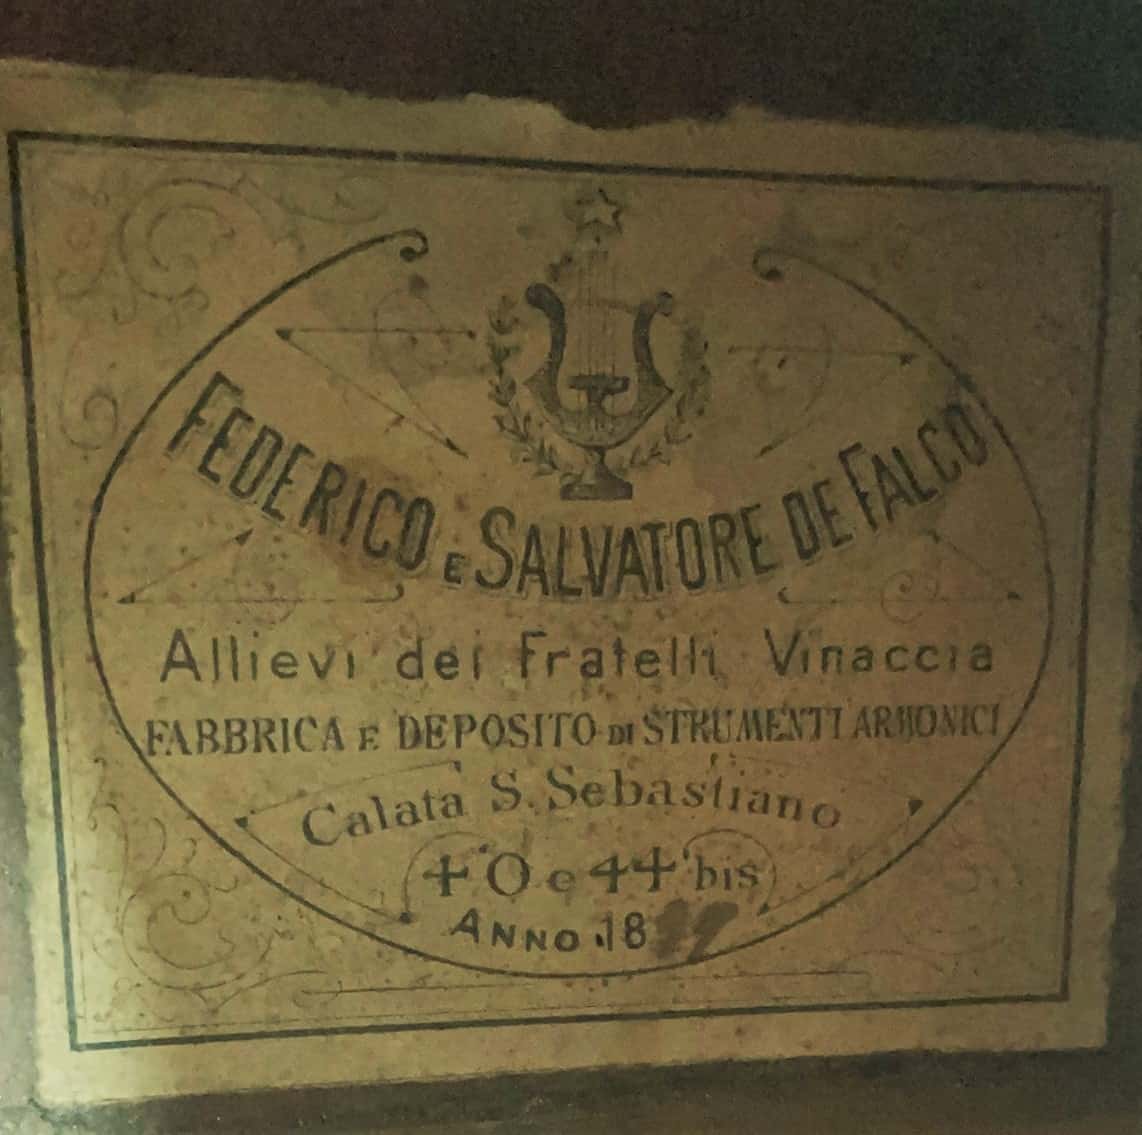 FEDERICO E SALVATORE DE FALCO
Allievi dei Fratelli Vinaccia
FABBRICA E DEPOSITO DI STRUMENTI ARMONICI
Calata S. Sebastiano
40 e 44 bis
ANNO 18